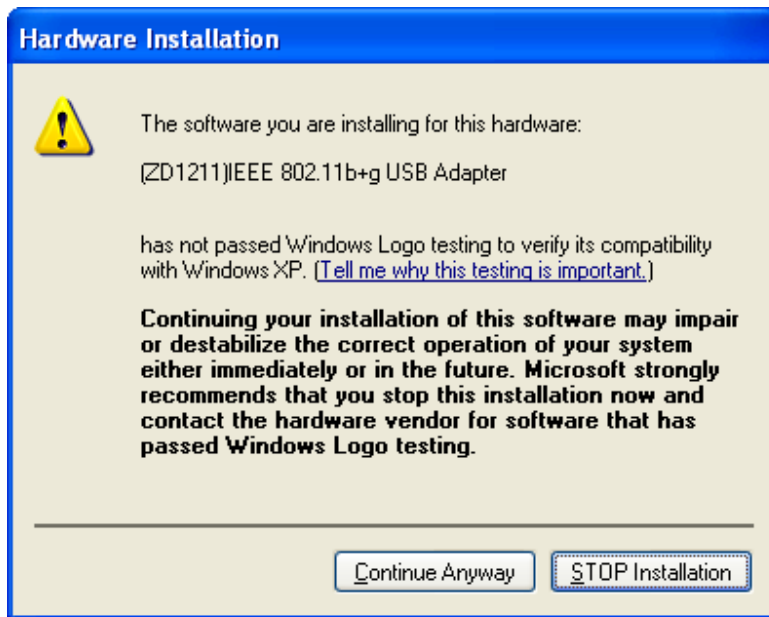 Hardware Installation
The software you are installing for this hardware:
(ZD1211)IEEE 802.11b+g USB Adapter
has not passed Windows Logo testing to verify its compatibility
with Windows XP. (Tell me why this testing is important.)
Continuing your installation of this software may impair
or destabilize the correct operation of your system
either immediately or in the future. Microsoft strongly
recommends that you stop this installation now and
contact the hardware vendor for software that has
passed Windows Logo testing.
Continue Anyway
STOP Installation